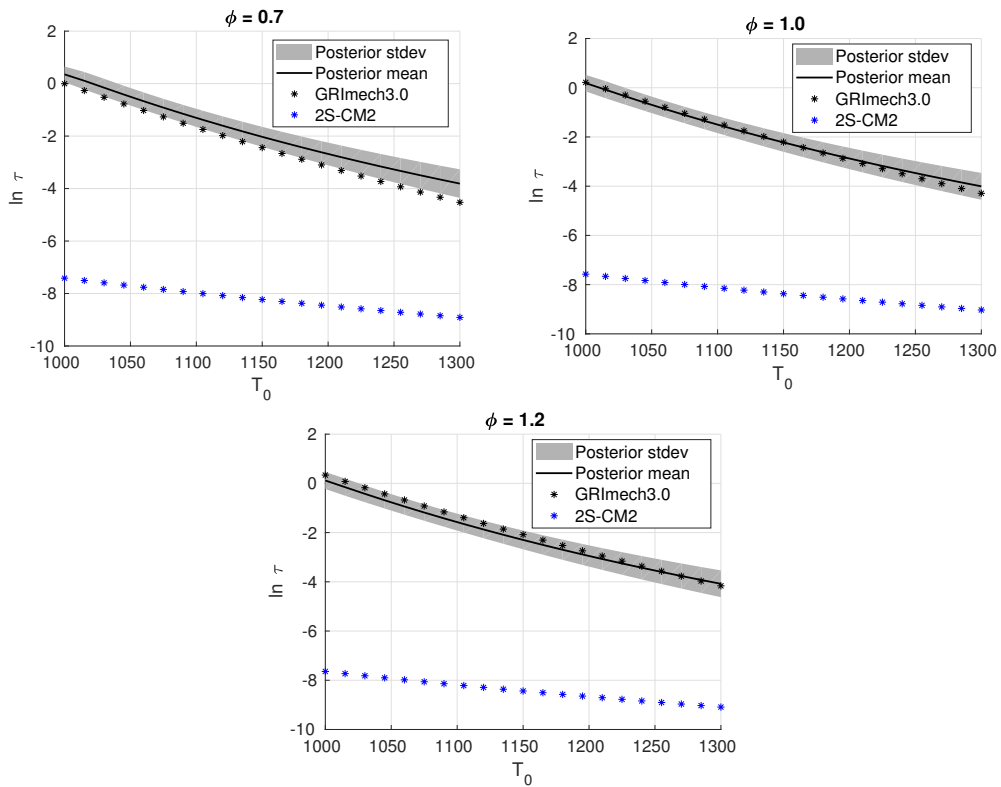 ϕ = 0.7
2
0
-2
-4
-6
-8
-10
ln τ
1000 1050 1100 1150 1200 1250 1300
T0
Posterior stdev
Posterior mean
GRImech3.0
2S-CM2
ϕ = 1.0
2
0
-2
-4
-6
-8
-10
ln τ
1000 1050 1100 1150 1200 1250 1300
T0
Posterior stdev
Posterior mean
GRImech3.0
2S-CM2
ϕ = 1.2
2
0
-2
-4
-6
-8
-10
ln τ
1000 1050 1100 1150 1200 1250 1300
T0
Posterior stdev
Posterior mean
GRImech3.0
2S-CM2